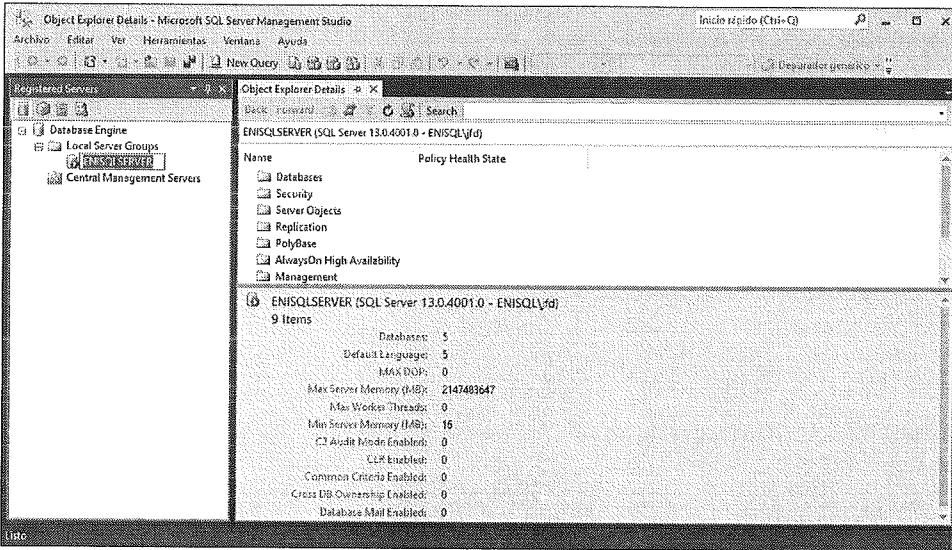 Object Explorer Details - Microsoft SQL Server Management Studio
Inicio rápido (Ctrl+Q)
Archivo Editar Ver Herramientas Ventana Ayuda
New Query
Depurador genérico
Registered Servers
Object Explorer Details
Back Forward Search
ENISQLSERVER (SQL Server 13.0.4001.0 - ENISQL\jfd)
Database Engine
Local Server Groups
ENISQLSERVER
Central Management Servers
Name Policy Health State
Databases
Security
Server Objects
Replication
PolyBase
AlwaysOn High Availability
Management
ENISQLSERVER (SQL Server 13.0.4001.0 - ENISQL\jfd)
9 Items
Databases: 5
Default Language: 5
MAX DOP: 0
Max Server Memory (MB): 2147483647
Max Worker Threads: 0
Min Server Memory (MB): 16
C2 Audit Mode Enabled: 0
CLR Enabled: 0
Common Criteria Enabled: 0
Cross DB Ownership Enabled: 0
Database Mail Enabled: 0
Listo